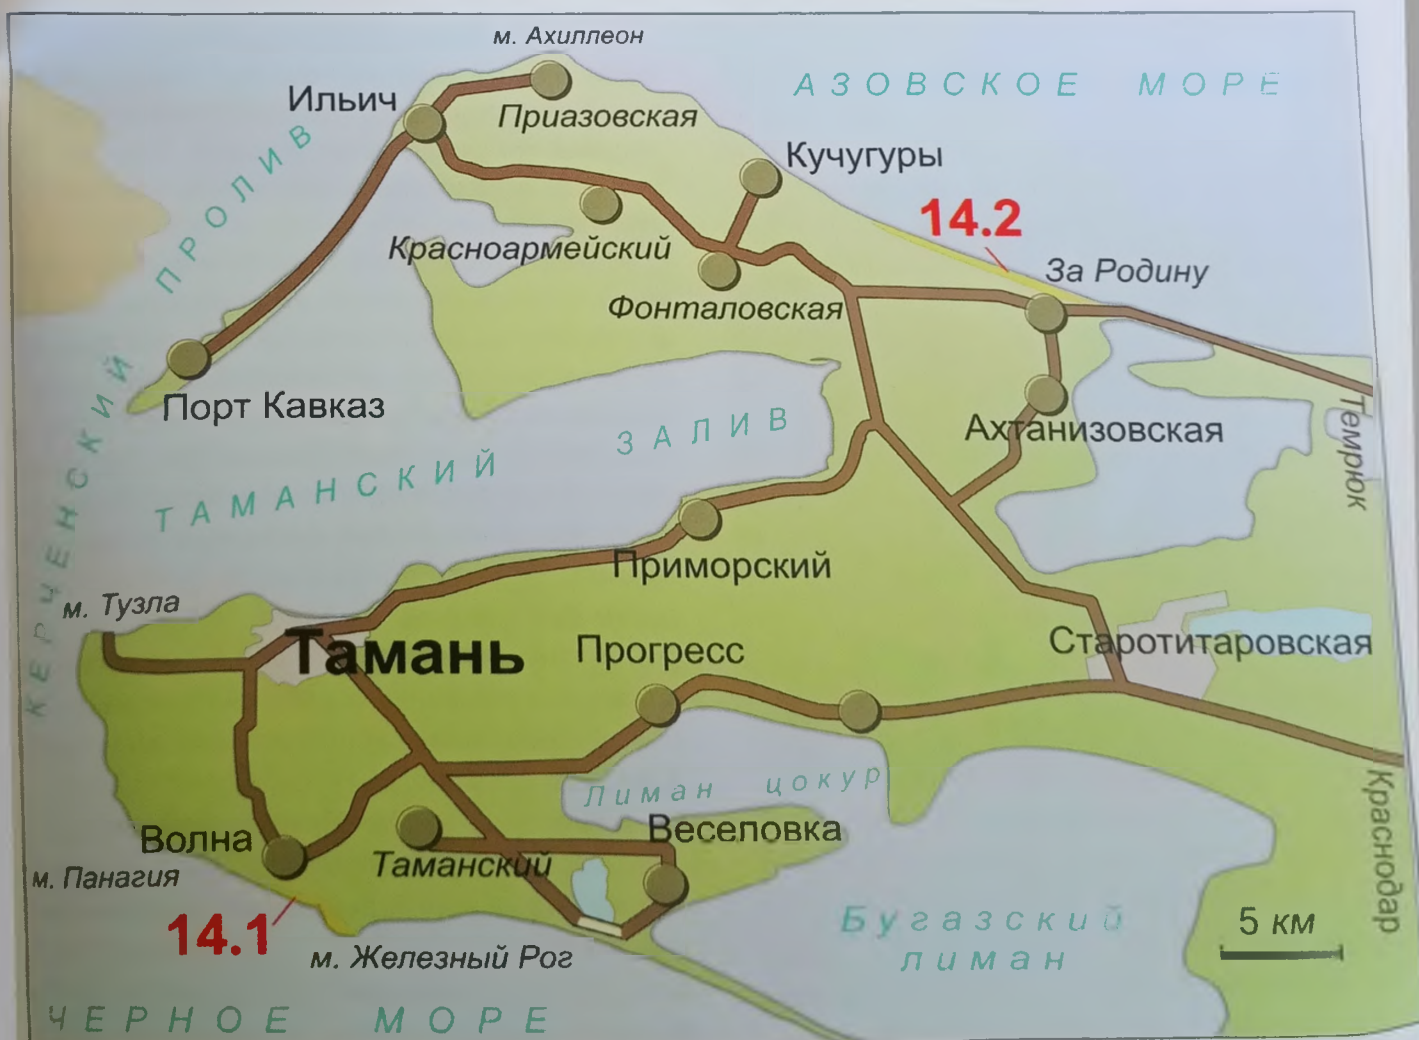 м. Ахиллеон
АЗОВСКОЕ МОРЕ
Ильич
Приазовская
Кучугуры
14.2
Красноармейский
За Родину
Фонталовская
КЕРЧЕНСКИЙ ПРОЛИВ
Порт Кавказ
ТАМАНСКИЙ ЗАЛИВ
Ахтанизовская
Темрюк
Приморский
м. Тузла
Тамань
Прогресс
Старотитаровская
Лиман цокур
Волна
Таманский
Веселовка
м. Панагия
14.1
м. Железный Рог
Бугазский
лиман
Краснодар
5 км
ЧЕРНОЕ МОРЕ